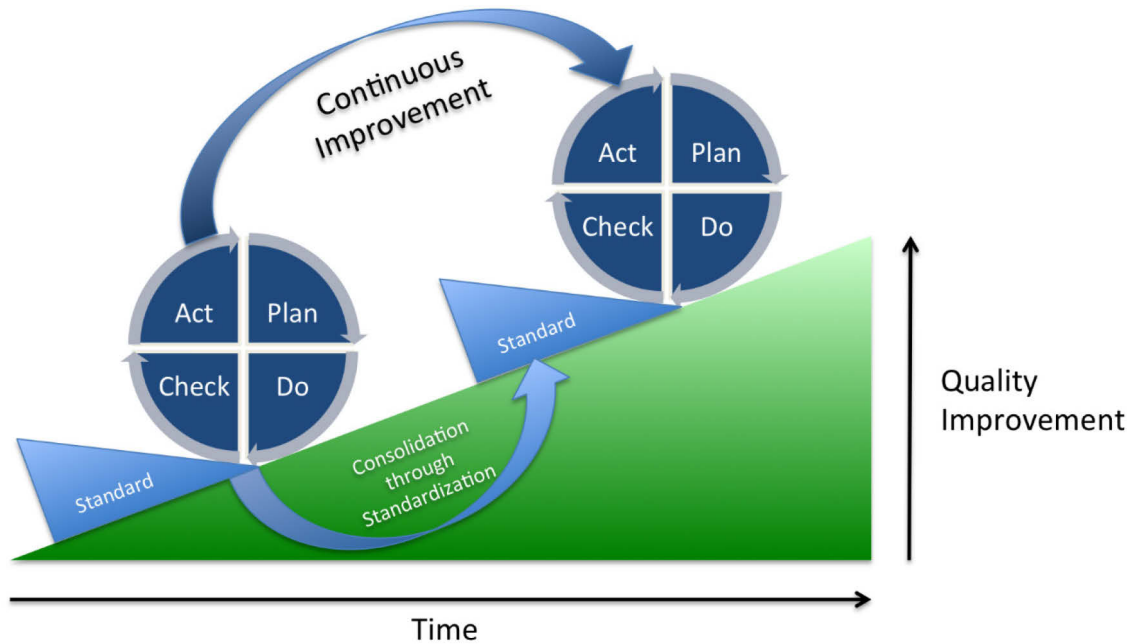 Continuous
Improvement
Act
Plan
Check
Do
Act
Plan
Check
Do
Standard
Standard
Consolidation
through
Standardization
Quality
Improvement
Time